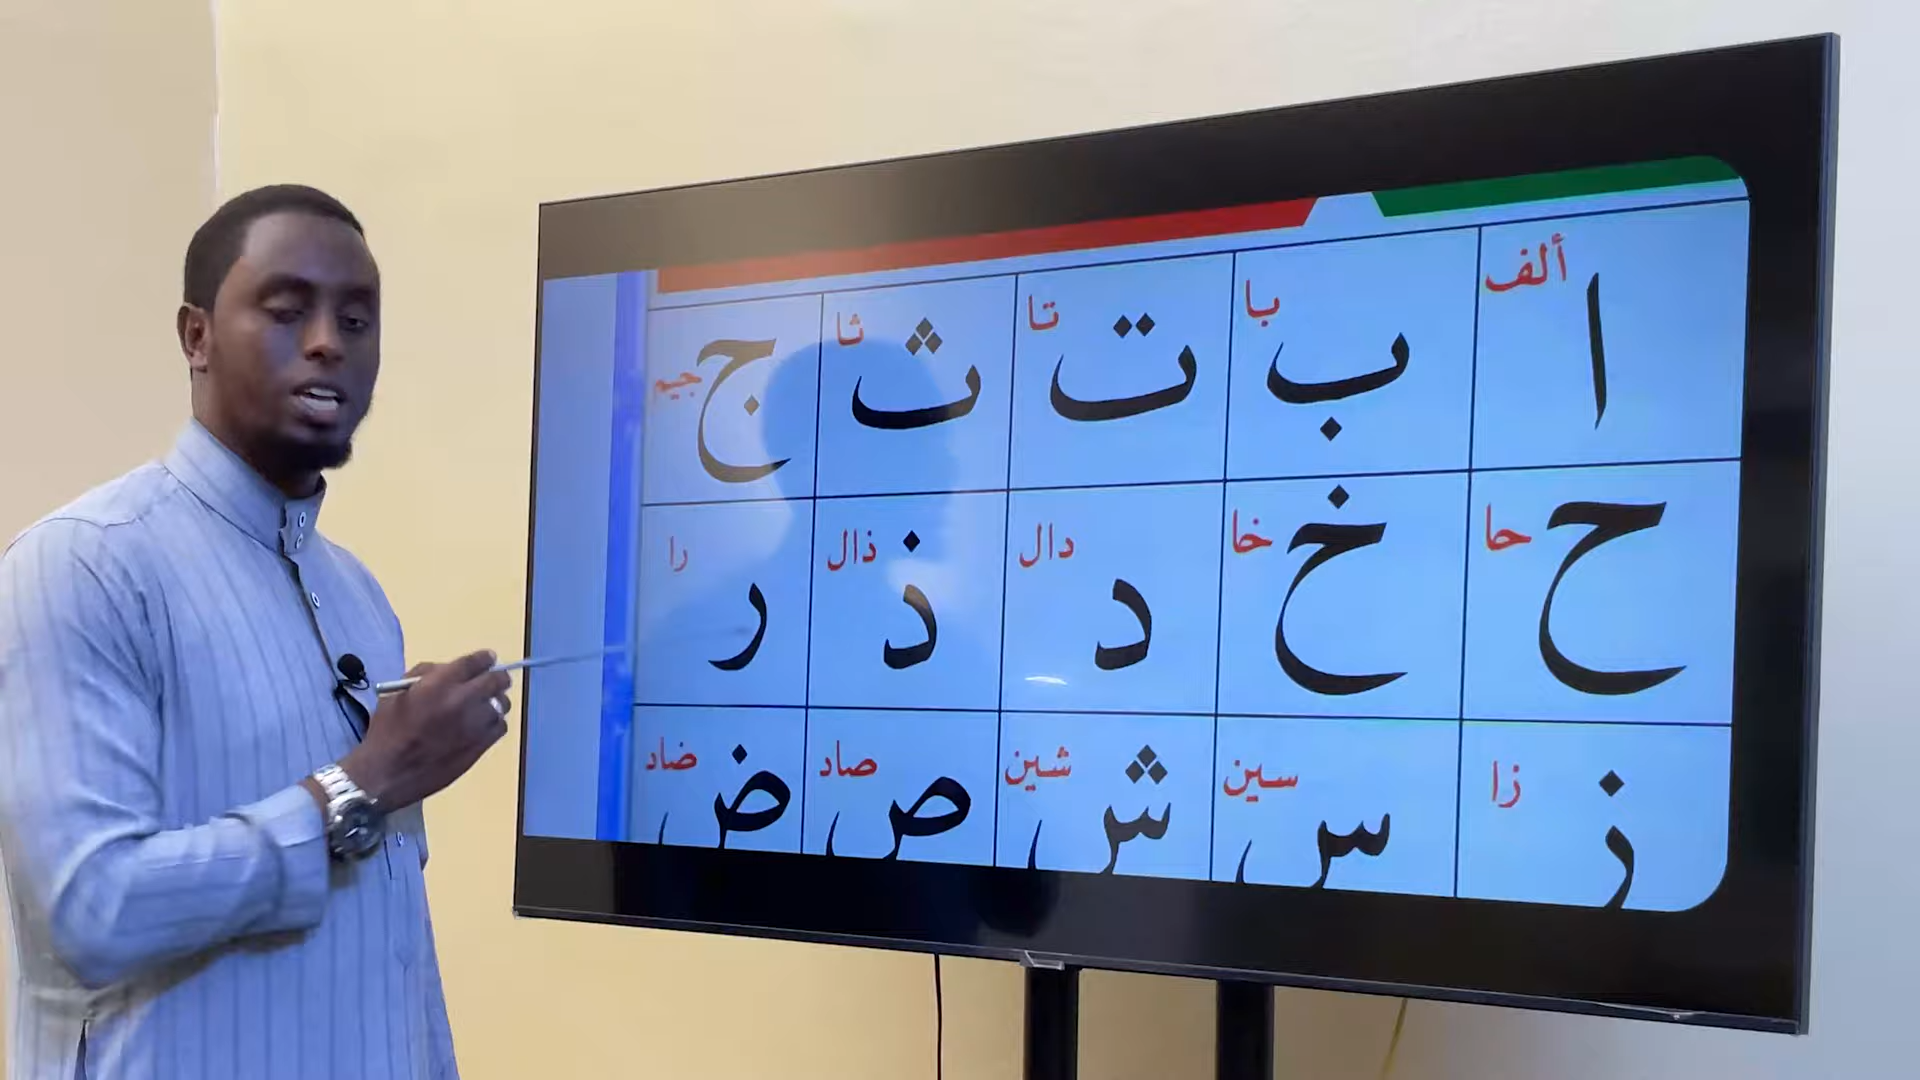 ألف ا با ب تا ت ثا ث جيم ج
حا ح خا خ دال د ذال ذ را ر
زا ز سين س شين ش صاد ص ضاد ض